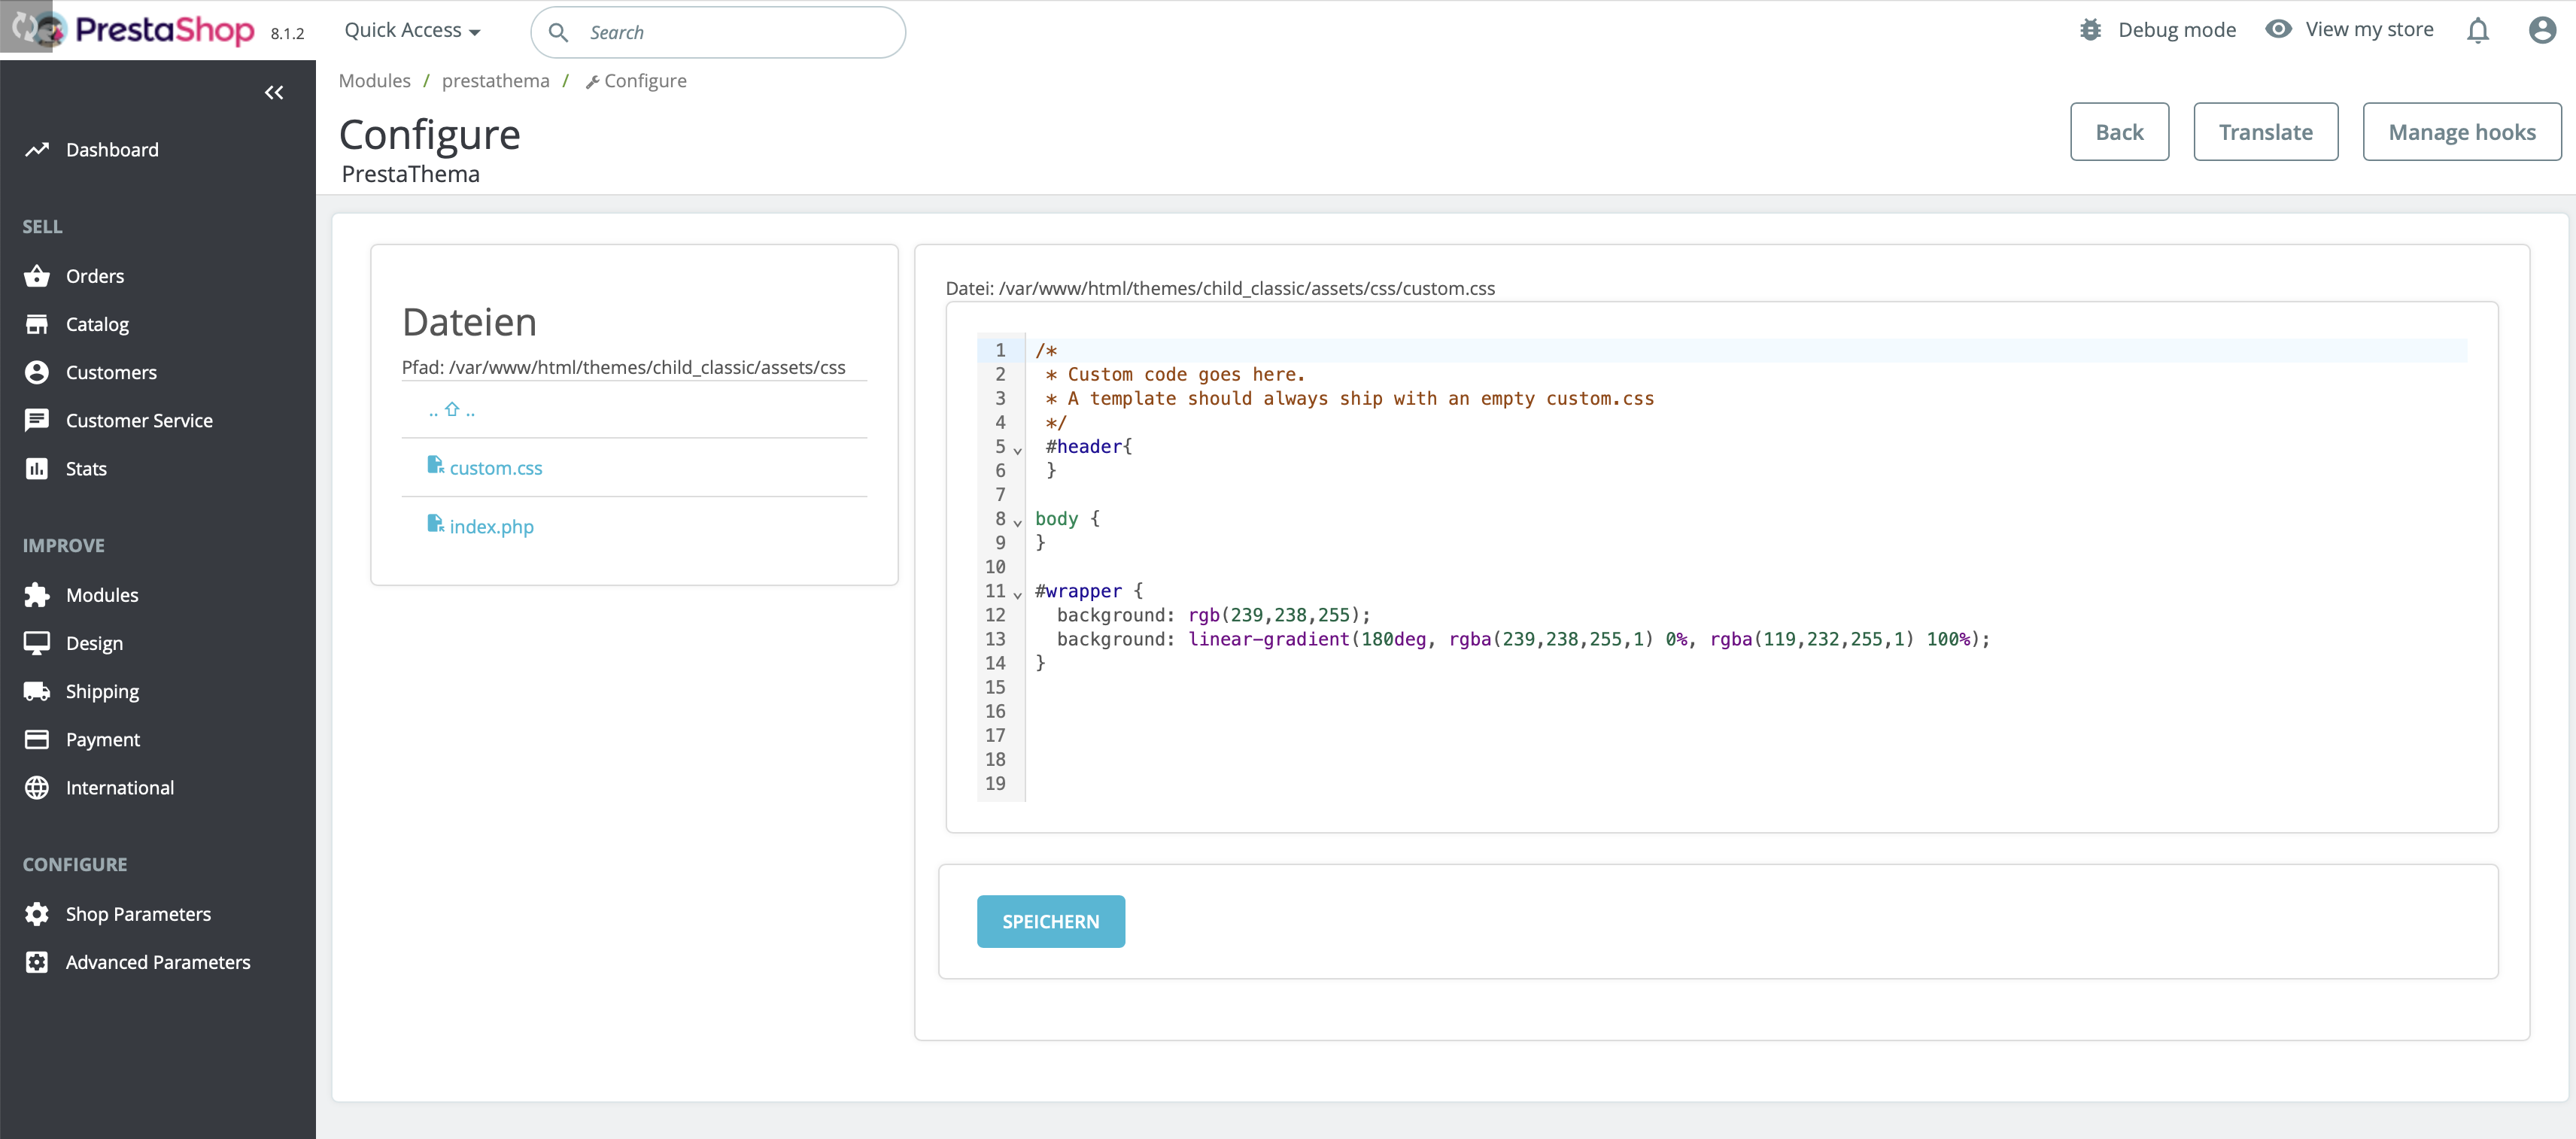 PrestaShop 8.1.2 Quick Access Search Debug mode View my store
Modules / prestathema / Configure
Configure
PrestaThema
Back Translate Manage hooks
Dashboard
SELL
Orders
Catalog
Customers
Customer Service
Stats
IMPROVE
Modules
Design
Shipping
Payment
International
CONFIGURE
Shop Parameters
Advanced Parameters
Dateien
Pfad: /var/www/html/themes/child_classic/assets/css
.. ⇧ ..
custom.css
index.php
Datei: /var/www/html/themes/child_classic/assets/css/custom.css
1 /*
2  * Custom code goes here.
3  * A template should always ship with an empty custom.css
4  */
5  #header{
6  }
7
8 body {
9 }
10
11 #wrapper {
12   background: rgb(239,238,255);
13   background: linear-gradient(180deg, rgba(239,238,255,1) 0%, rgba(119,232,255,1) 100%);
14 }
15
16
17
18
19
SPEICHERN